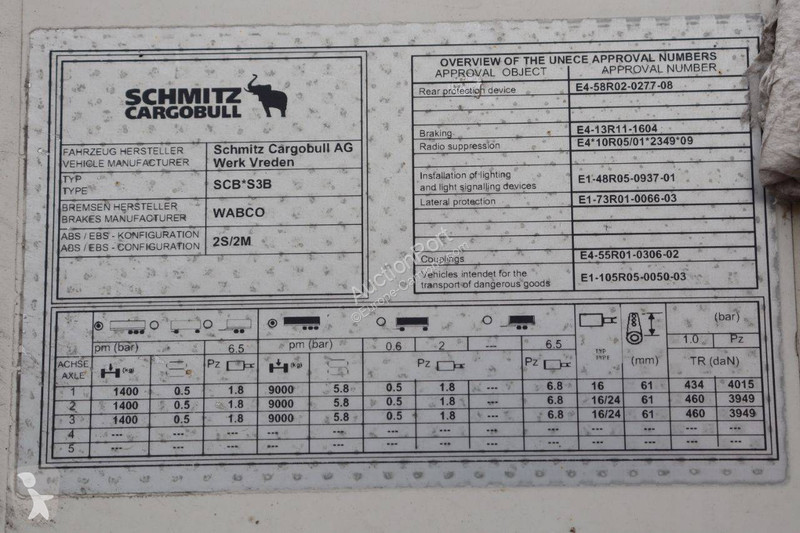 SCHMITZ
CARGOBULL
FAHRZEUG HERSTELLER
VEHICLE MANUFACTURER
Schmitz Cargobull AG
Werk Vreden
TYP
TYPE
SCB*S3B
BREMSEN HERSTELLER
BRAKES MANUFACTURER
WABCO
ABS / EBS - KONFIGURATION
ABS / EBS - CONFIGURATION
2S/2M
OVERVIEW OF THE UNECE APPROVAL NUMBERS
APPROVAL OBJECT APPROVAL NUMBER
Rear protection device E4-58R02-0277-08
Braking E4-13R11-1604
Radio suppression E4*10R05/01*2349*09
Installation of lighting
and light signalling devices E1-48R05-0937-01
Lateral protection E1-73R01-0066-03
Couplings E4-55R01-0306-02
Vehicles intendet for the
transport of dangerous goods E1-105R05-0050-03
(bar)
pm (bar) 6.5 pm (bar) 0.6 2 --- 6.5 1.0 Pz
ACHSE
AXLE
(kg) Pz (kg) Pz Pz TYP
TYPE (mm) TR (daN)
1 1400 0.5 1.8 9000 5.8 0.5 1.8 --- 6.8 16 61 434 4015
2 1400 0.5 1.8 9000 5.8 0.5 1.8 --- 6.8 16/24 61 460 3949
3 1400 0.5 1.8 9000 5.8 0.5 1.8 --- 6.8 16/24 61 460 3949
4 --- --- --- --- --- --- --- --- --- --- --- --- ---
5 --- --- --- --- --- --- --- --- --- --- --- --- ---
AuctionPort